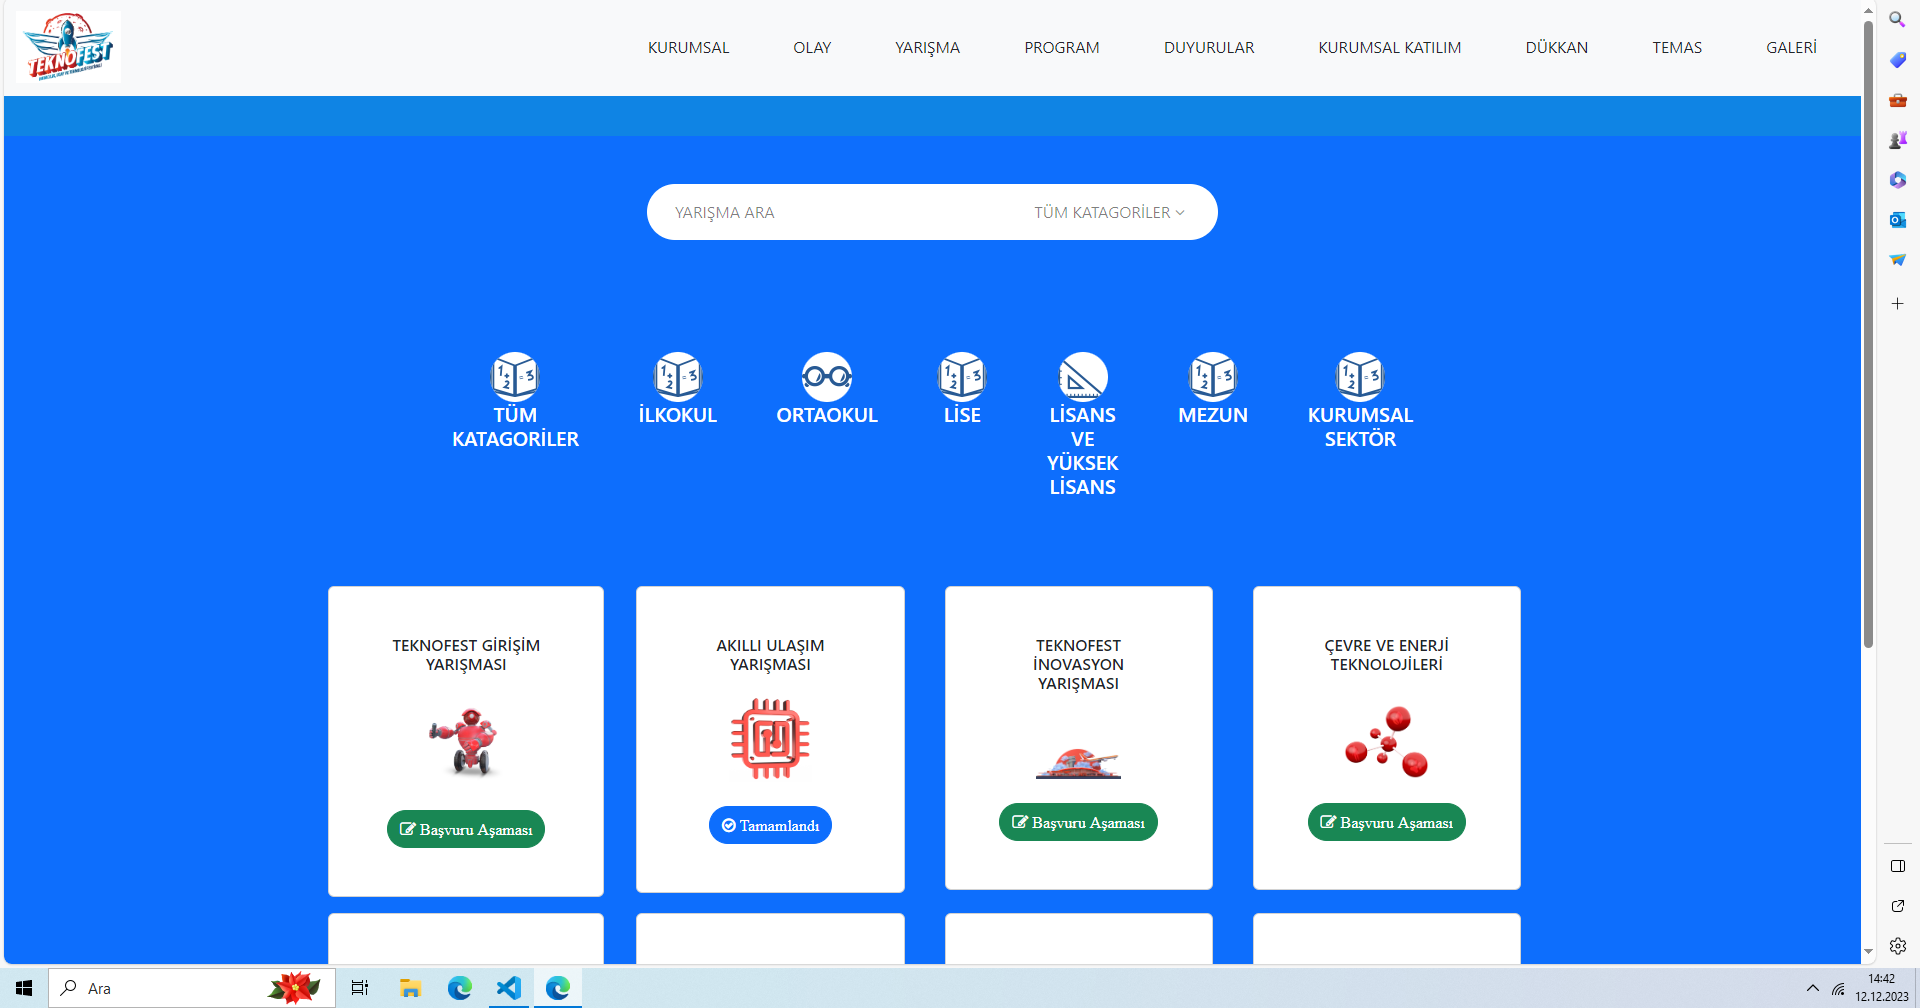 TEKNOFEST
KURUMSAL OLAY YARIŞMA PROGRAM DUYURULAR KURUMSAL KATILIM DÜKKAN TEMAS GALERİ
YARIŞMA ARA TÜM KATAGORİLER
TÜM
KATAGORİLER
İLKOKUL
ORTAOKUL
LİSE
LİSANS
VE
YÜKSEK
LİSANS
MEZUN
KURUMSAL
SEKTÖR
TEKNOFEST GİRİŞİM
YARIŞMASI
Başvuru Aşaması
AKILLI ULAŞIM
YARIŞMASI
Tamamlandı
TEKNOFEST
İNOVASYON
YARIŞMASI
Başvuru Aşaması
ÇEVRE VE ENERJİ
TEKNOLOJİLERİ
Başvuru Aşaması
Ara
14:42
12.12.2023